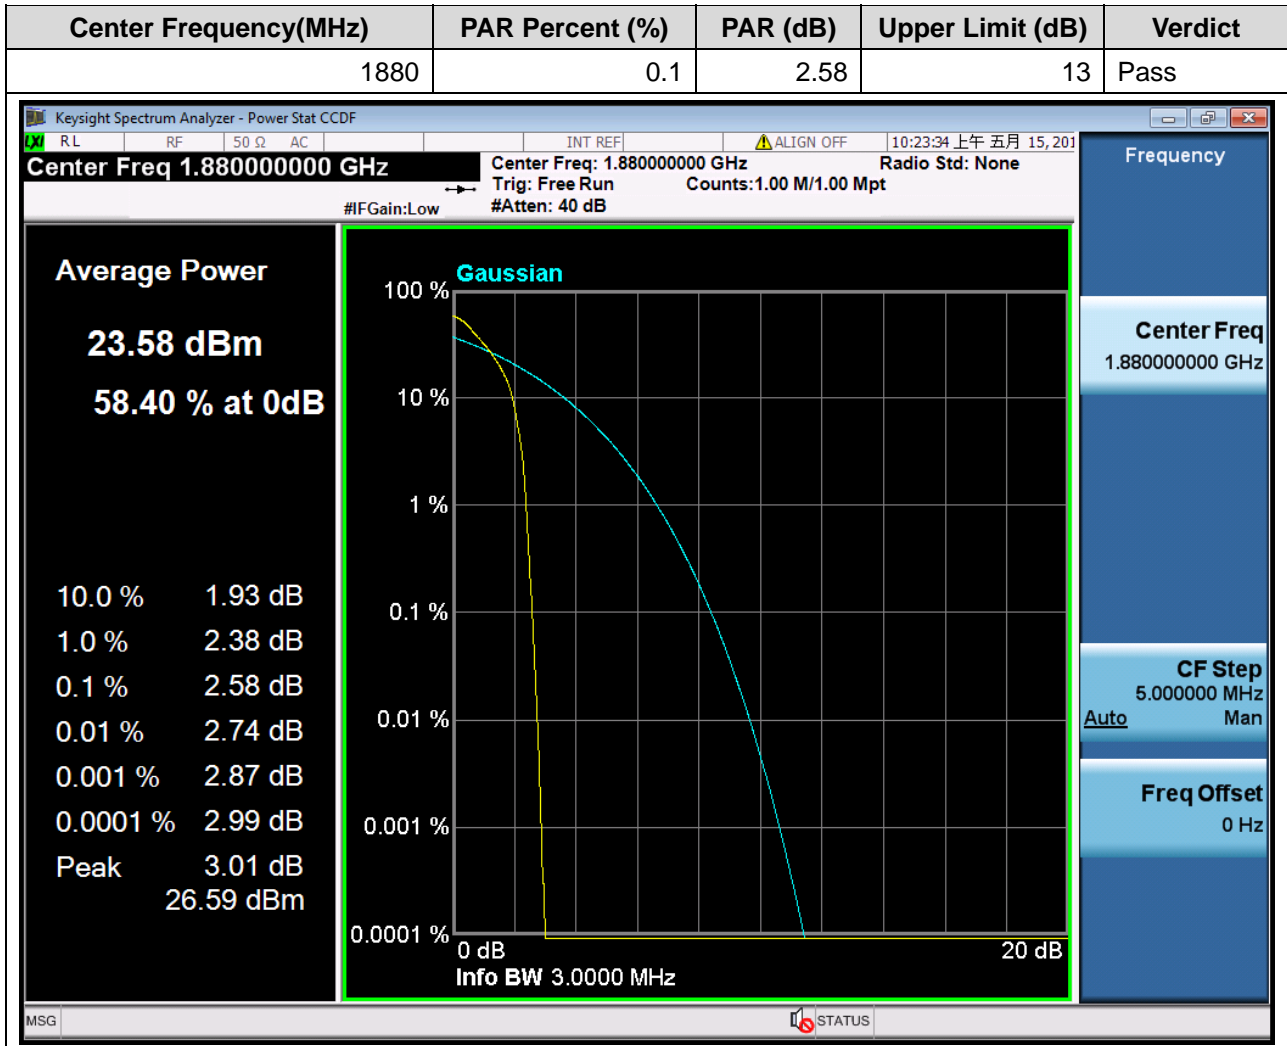 Center Frequency(MHz) PAR Percent (%) PAR (dB) Upper Limit (dB) Verdict
1880 0.1 2.58 13 Pass
Keysight Spectrum Analyzer - Power Stat CCDF
LXI RL RF 50 Ω AC INT REF ALIGN OFF 10:23:34 上午 五月 15, 201
Center Freq 1.880000000 GHz
Center Freq: 1.880000000 GHz Radio Std: None
Trig: Free Run Counts:1.00 M/1.00 Mpt
#IFGain:Low #Atten: 40 dB
Frequency
Average Power
23.58 dBm
58.40 % at 0dB
10.0 % 1.93 dB
1.0 % 2.38 dB
0.1 % 2.58 dB
0.01 % 2.74 dB
0.001 % 2.87 dB
0.0001 % 2.99 dB
Peak 3.01 dB
26.59 dBm
Gaussian
100 %
10 %
1 %
0.1 %
0.01 %
0.001 %
0.0001 %
0 dB 20 dB
Info BW 3.0000 MHz
Center Freq
1.880000000 GHz
CF Step
5.000000 MHz
Auto Man
Freq Offset
0 Hz
MSG STATUS